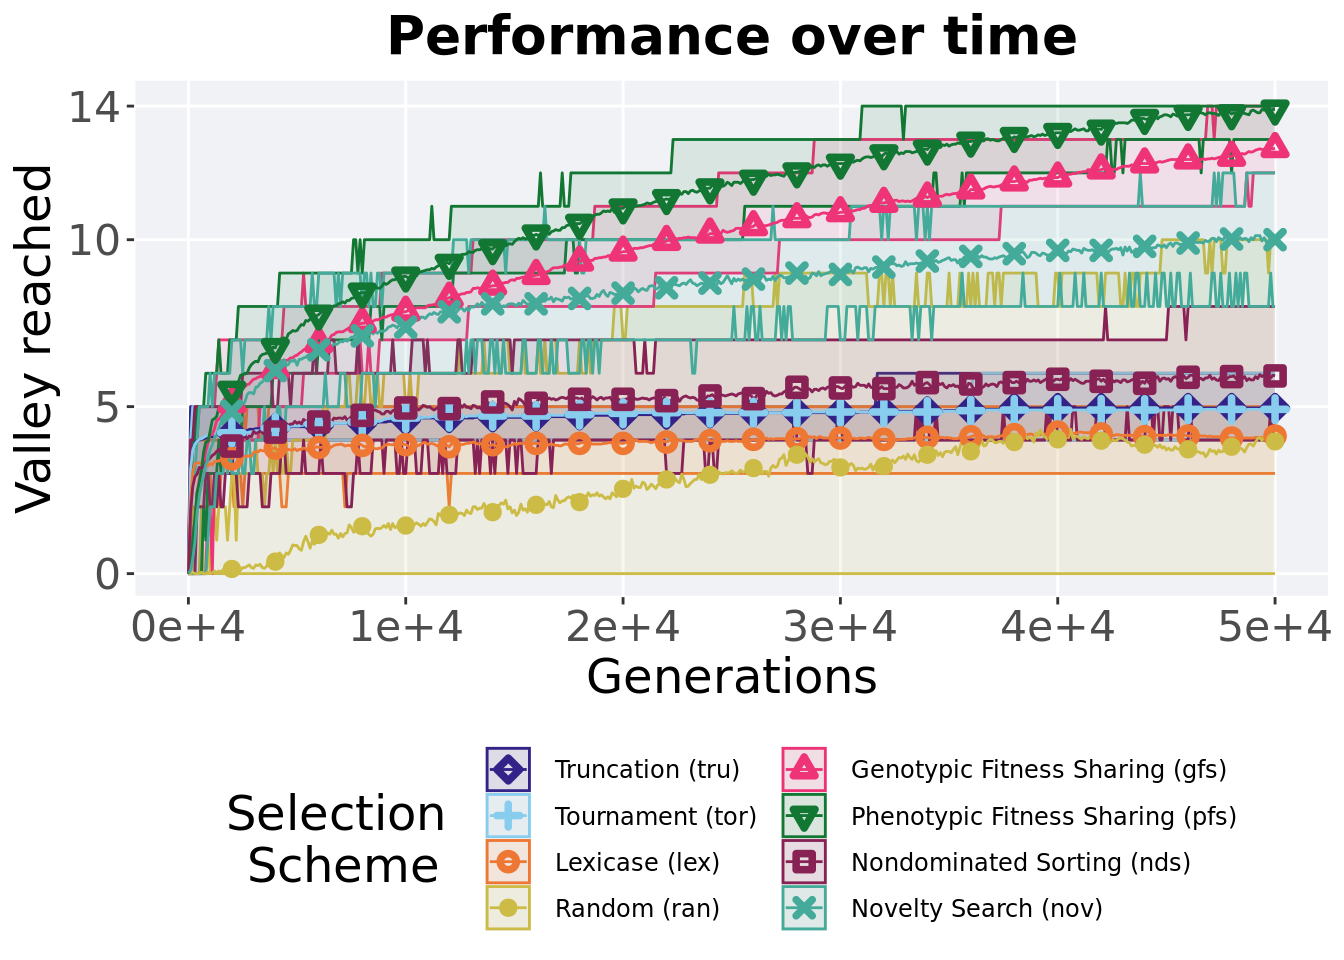 Performance over time
Valley reached
14
10
5
0
0e+4 1e+4 2e+4 3e+4 4e+4 5e+4
Generations
Selection
Scheme
Truncation (tru)
Tournament (tor)
Lexicase (lex)
Random (ran)
Genotypic Fitness Sharing (gfs)
Phenotypic Fitness Sharing (pfs)
Nondominated Sorting (nds)
Novelty Search (nov)